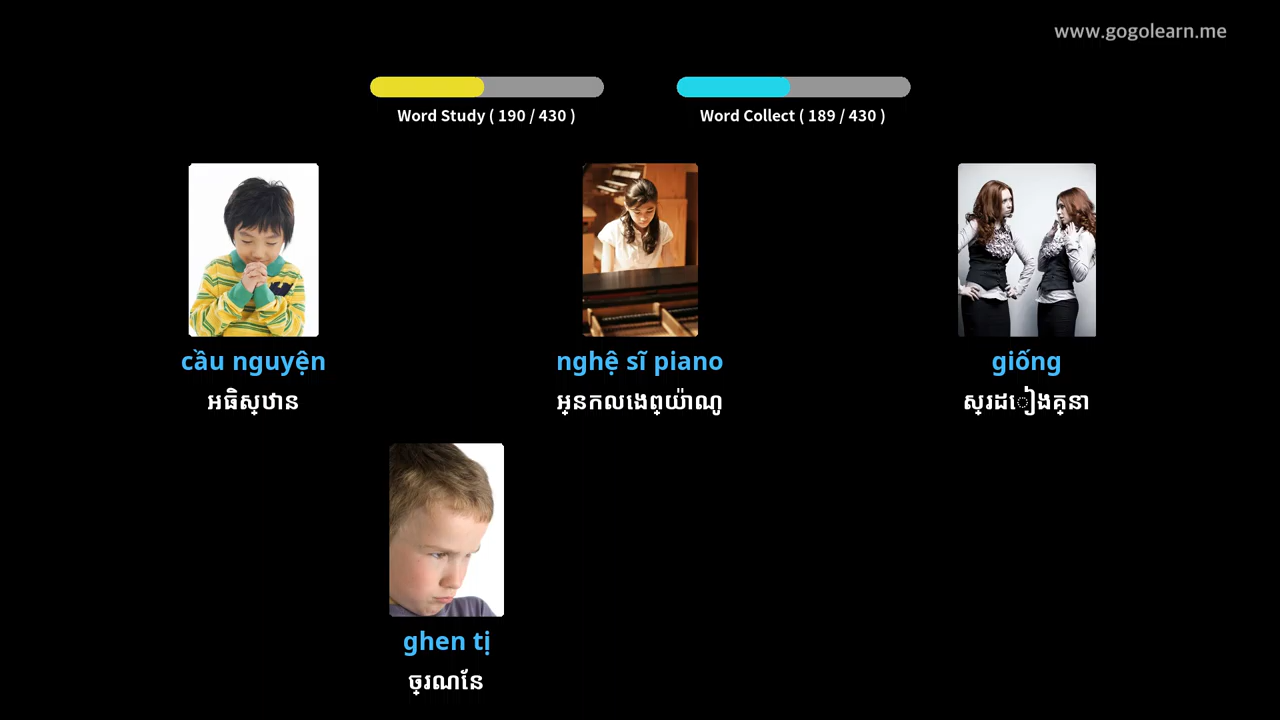 www.gogolearn.me
Word Study ( 190 / 430 )
Word Collect ( 189 / 430 )
cầu nguyện
អធិស្ឋាន
nghệ sĩ piano
អ្នកលេងព្យ៉ាណូ
giống
ស្រដៀងគ្នា
ghen tị
ច្រណែន